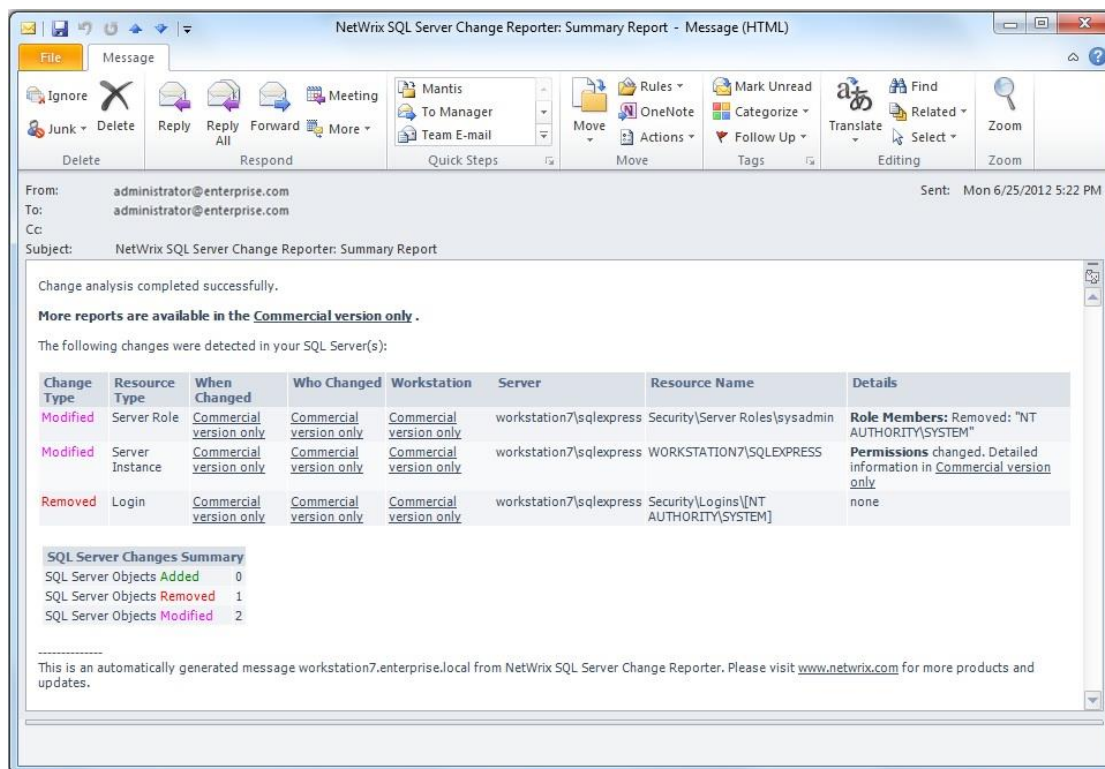 NetWrix SQL Server Change Reporter: Summary Report - Message (HTML)
File Message
Ignore
Junk
Delete
Reply
Reply All
Forward
Meeting
More
Mantis
To Manager
Team E-mail
Move
Rules
OneNote
Actions
Mark Unread
Categorize
Follow Up
Translate
Find
Related
Select
Zoom
Delete Respond Quick Steps Move Tags Editing Zoom
From: administrator@enterprise.com Sent: Mon 6/25/2012 5:22 PM
To: administrator@enterprise.com
Cc:
Subject: NetWrix SQL Server Change Reporter: Summary Report
Change analysis completed successfully.
More reports are available in the Commercial version only .
The following changes were detected in your SQL Server(s):
Change Type Resource Type When Changed Who Changed Workstation Server Resource Name Details
Modified Server Role Commercial version only Commercial version only Commercial version only workstation7\sqlexpress Security\Server Roles\sysadmin Role Members: Removed: "NT AUTHORITY\SYSTEM"
Modified Server Instance Commercial version only Commercial version only Commercial version only workstation7\sqlexpress WORKSTATION7\SQLEXPRESS Permissions changed. Detailed information in Commercial version only
Removed Login Commercial version only Commercial version only Commercial version only workstation7\sqlexpress Security\Logins\[NT AUTHORITY\SYSTEM] none
SQL Server Changes Summary
SQL Server Objects Added 0
SQL Server Objects Removed 1
SQL Server Objects Modified 2
--------------
This is an automatically generated message workstation7.enterprise.local from NetWrix SQL Server Change Reporter. Please visit www.netwrix.com for more products and
updates.